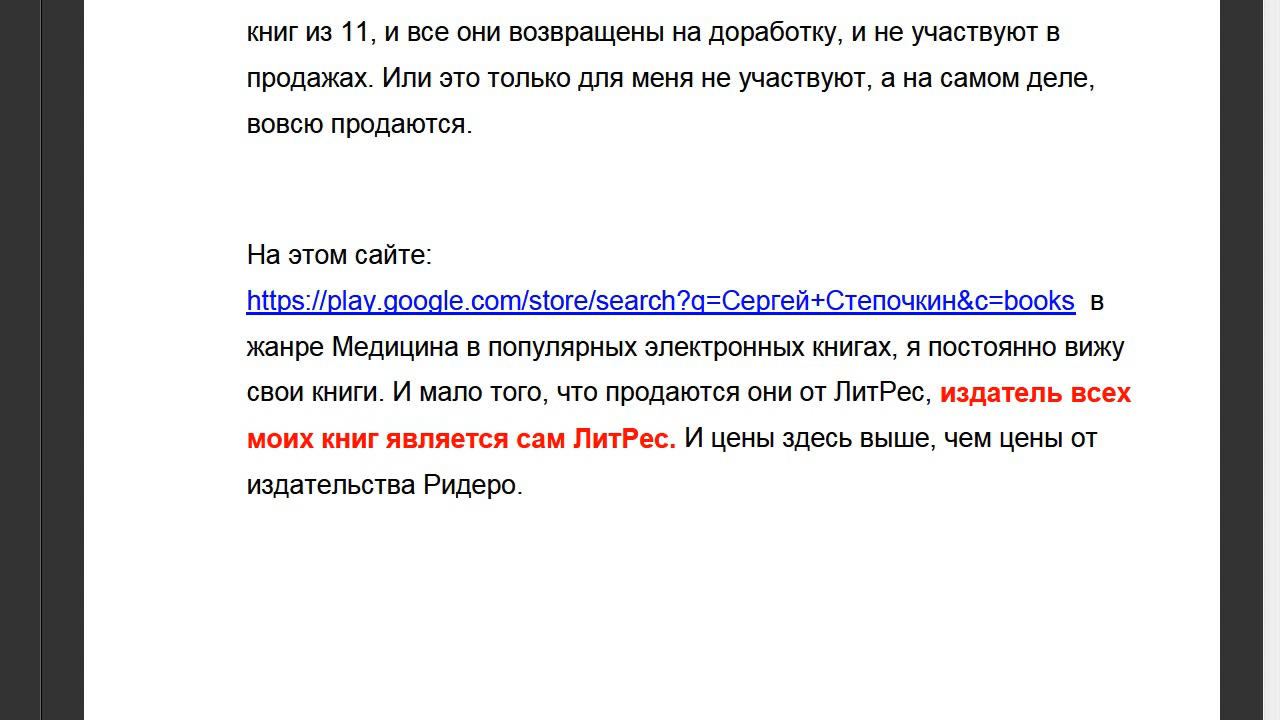 книг из 11, и все они возвращены на доработку, и не участвуют в
продажах. Или это только для меня не участвуют, а на самом деле,
вовсю продаются.
На этом сайте:
https://play.google.com/store/search?q=Сергей+Степочкин&c=books в
жанре Медицина в популярных электронных книгах, я постоянно вижу
свои книги. И мало того, что продаются они от ЛитРес, издатель всех
моих книг является сам ЛитРес. И цены здесь выше, чем цены от
издательства Ридеро.